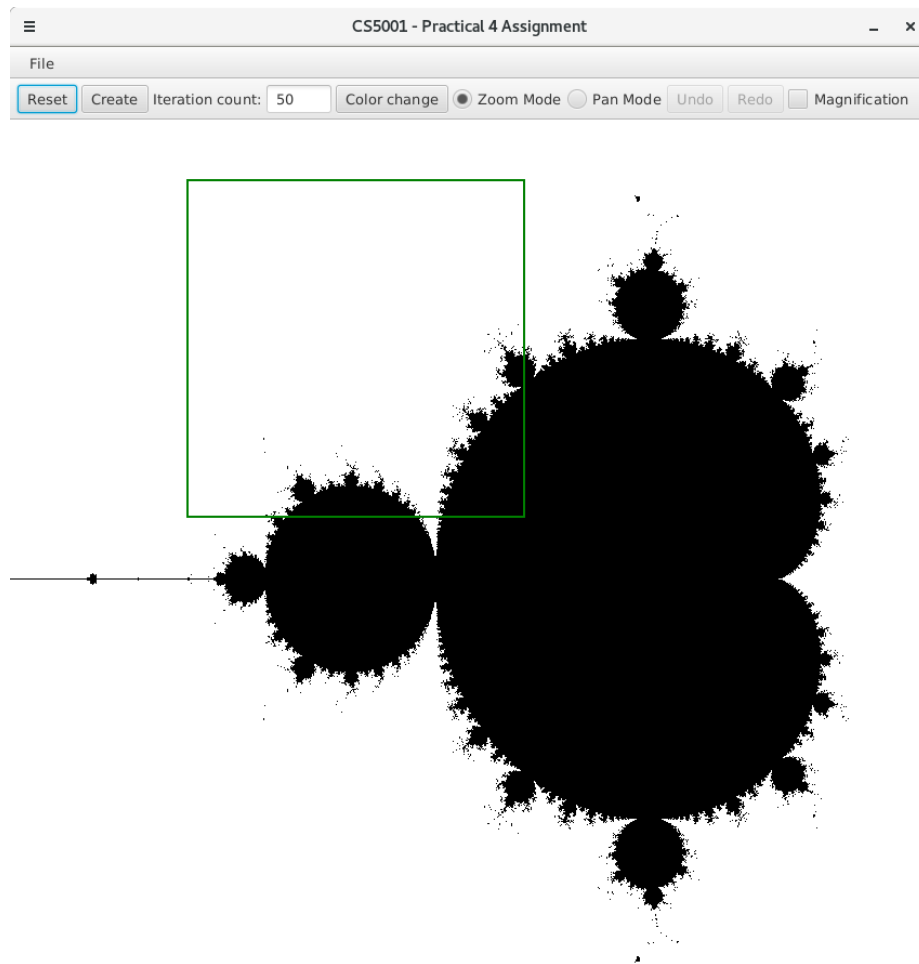 CS5001 - Practical 4 Assignment
File
Reset Create Iteration count: 50 Color change Zoom Mode Pan Mode Undo Redo Magnification